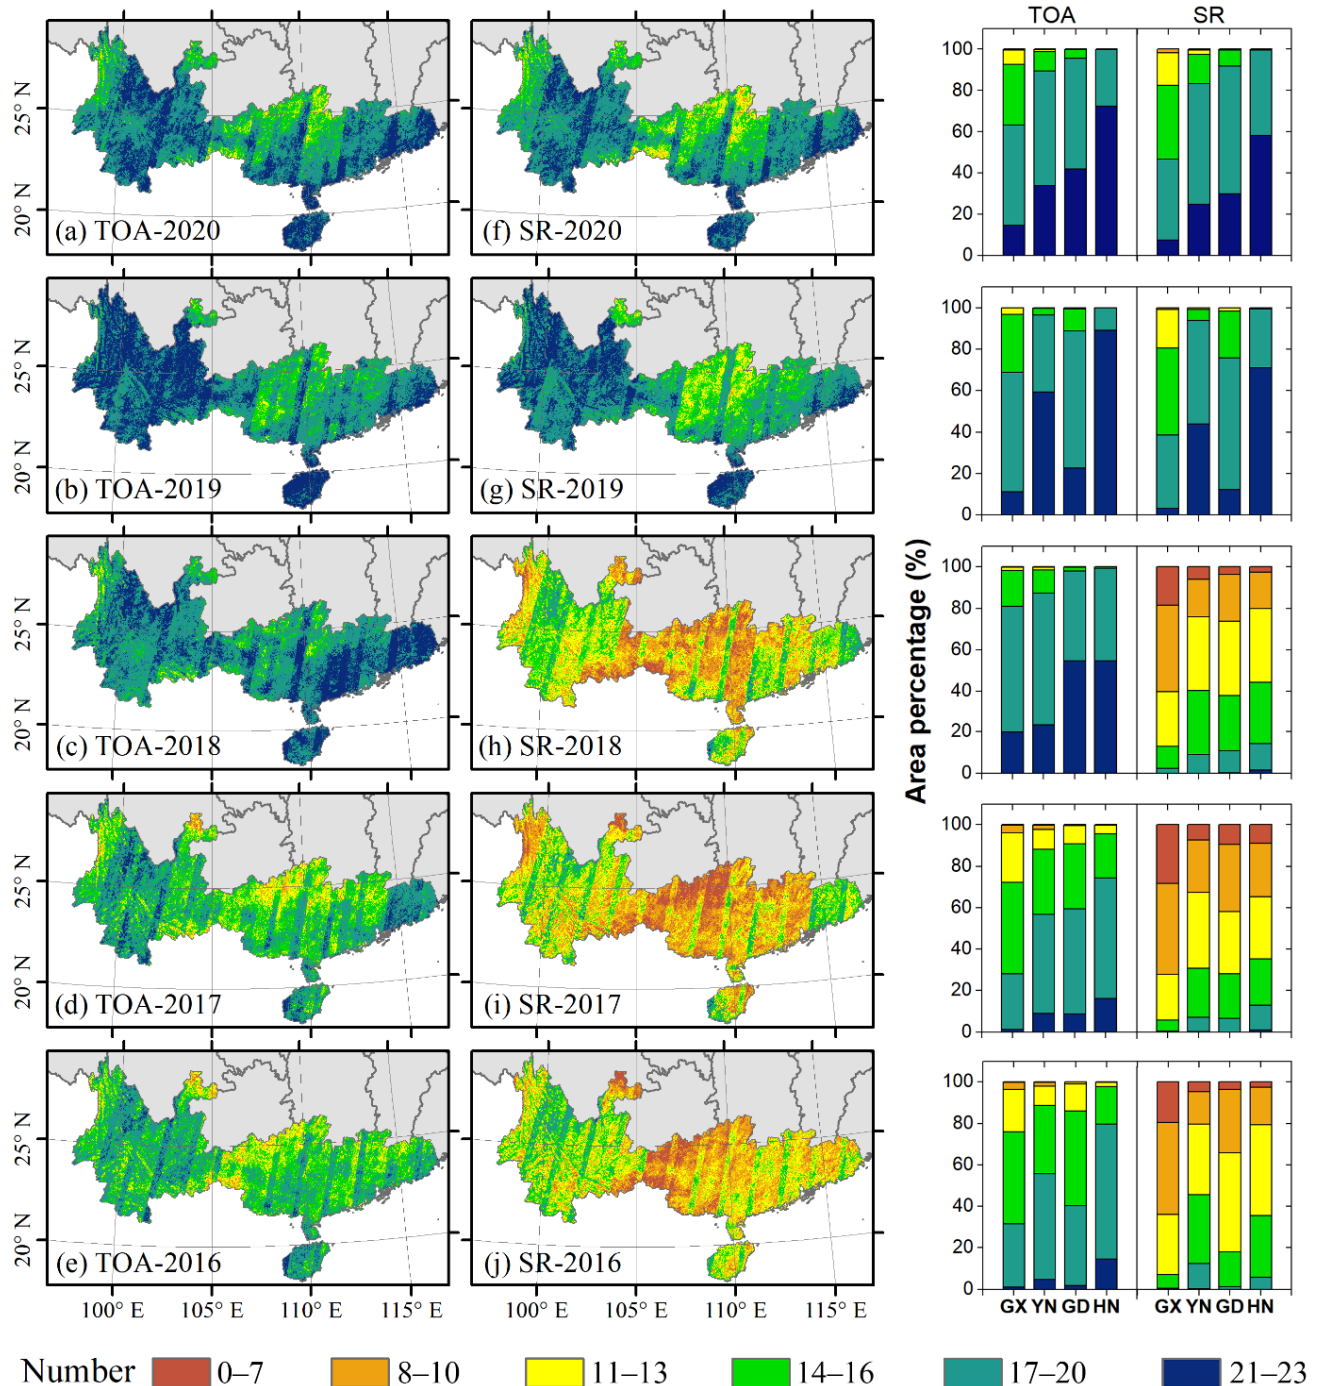 TOA SR
25° N
20° N
(a) TOA-2020
(f) SR-2020
100
80
60
40
20
0
25° N
20° N
(b) TOA-2019
(g) SR-2019
100
80
60
40
20
0
25° N
20° N
(c) TOA-2018
(h) SR-2018
Area percentage (%)
100
80
60
40
20
0
25° N
20° N
(d) TOA-2017
(i) SR-2017
100
80
60
40
20
0
25° N
20° N
(e) TOA-2016
(j) SR-2016
100
80
60
40
20
0
100° E 105° E 110° E 115° E
100° E 105° E 110° E 115° E
GX YN GD HN GX YN GD HN
Number 0–7 8–10 11–13 14–16 17–20 21–23